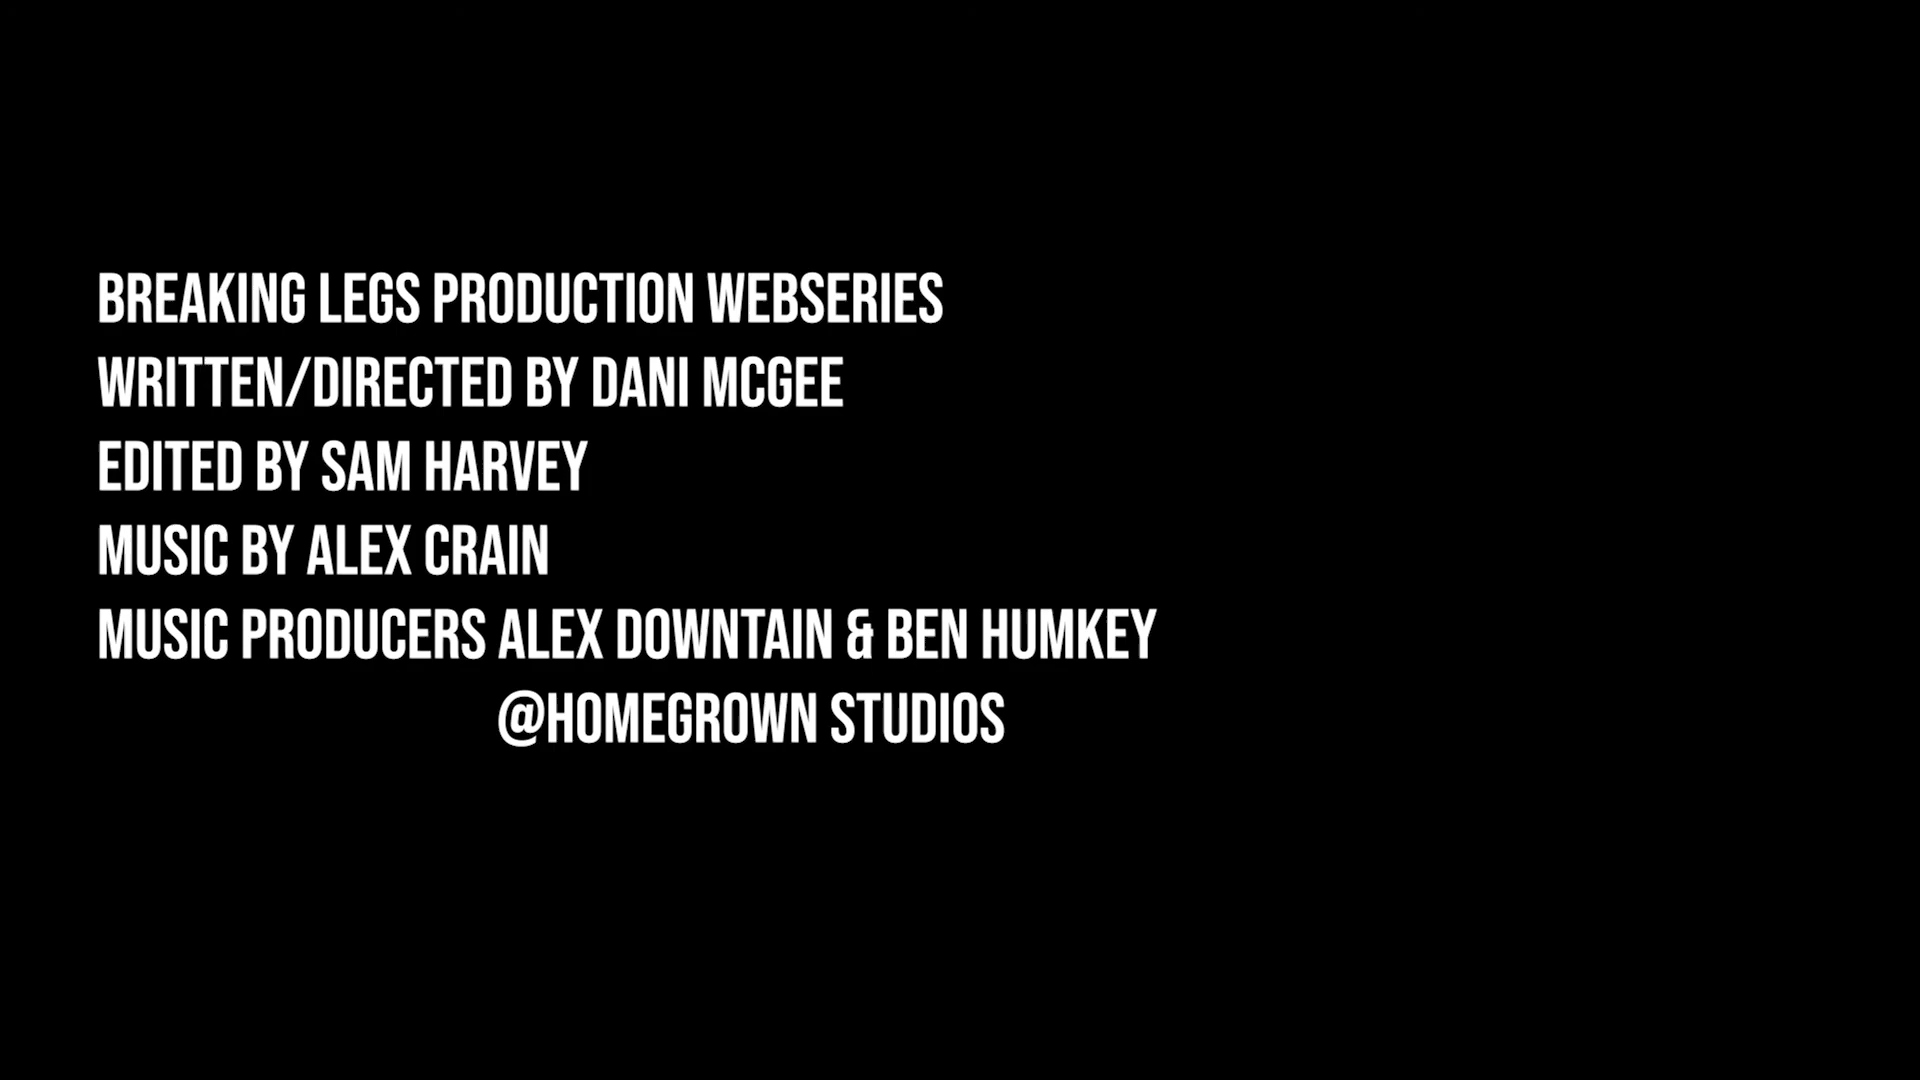 BREAKING LEGS PRODUCTION WEBSERIES
WRITTEN/DIRECTED BY DANI MCGEE
EDITED BY SAM HARVEY
MUSIC BY ALEX CRAIN
MUSIC PRODUCERS ALEX DOWNTAIN & BEN HUMKEY
@HOMEGROWN STUDIOS